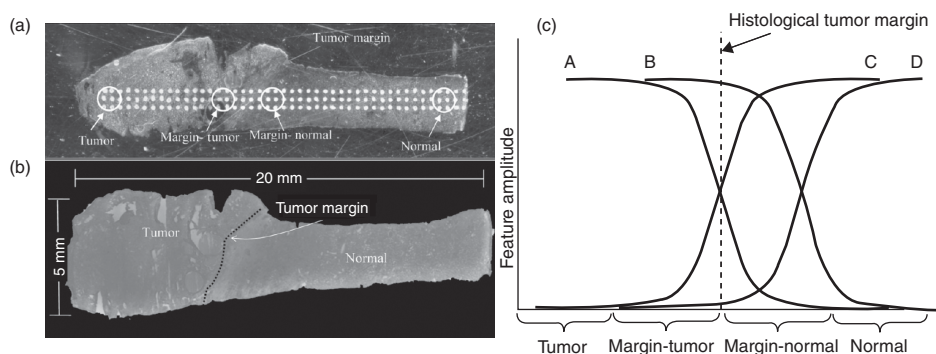 (a)
Tumor margin
Tumor
Margin- tumor
Margin-normal
Normal
(b)
20 mm
Tumor margin
Tumor
5 mm
Normal
(c)
Histological tumor margin
A
B
C
D
Feature amplitude
Tumor
Margin-tumor
Margin-normal
Normal